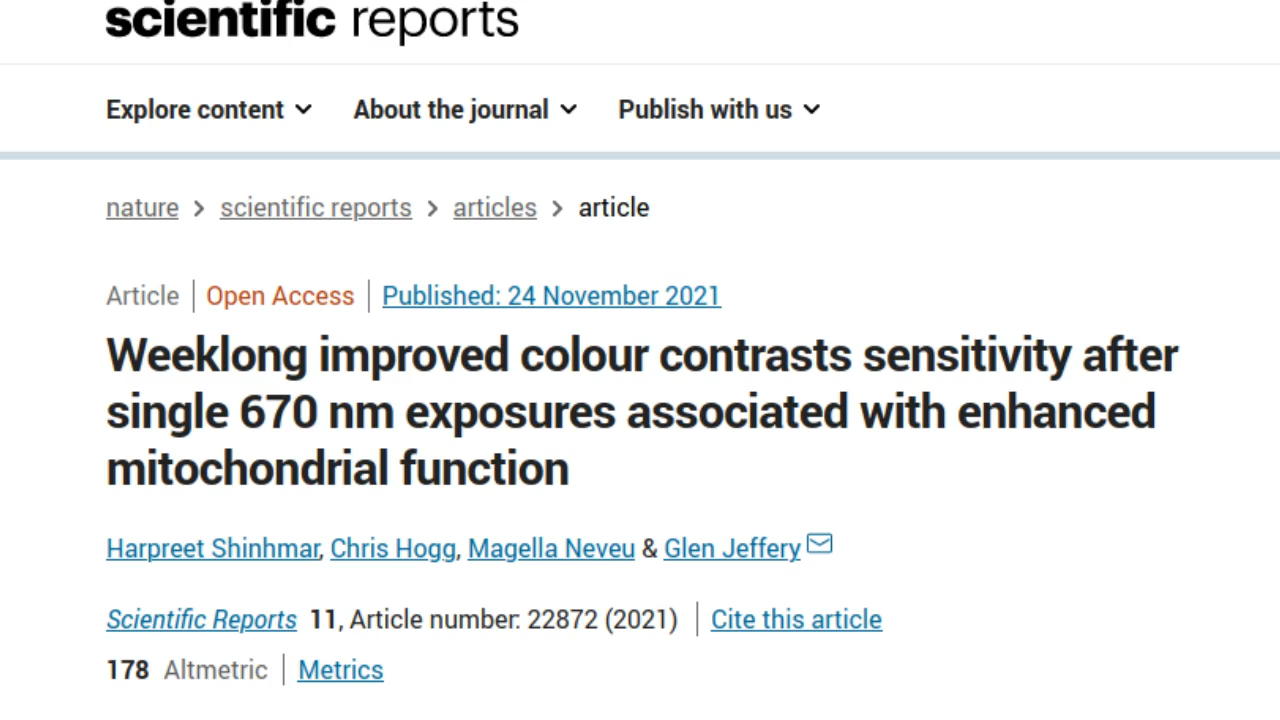 scientific reports
Explore content About the journal Publish with us
nature > scientific reports > articles > article
Article | Open Access | Published: 24 November 2021
Weeklong improved colour contrasts sensitivity after
single 670 nm exposures associated with enhanced
mitochondrial function
Harpreet Shinhmar, Chris Hogg, Magella Neveu & Glen Jeffery
Scientific Reports 11, Article number: 22872 (2021) | Cite this article
178 Altmetric | Metrics